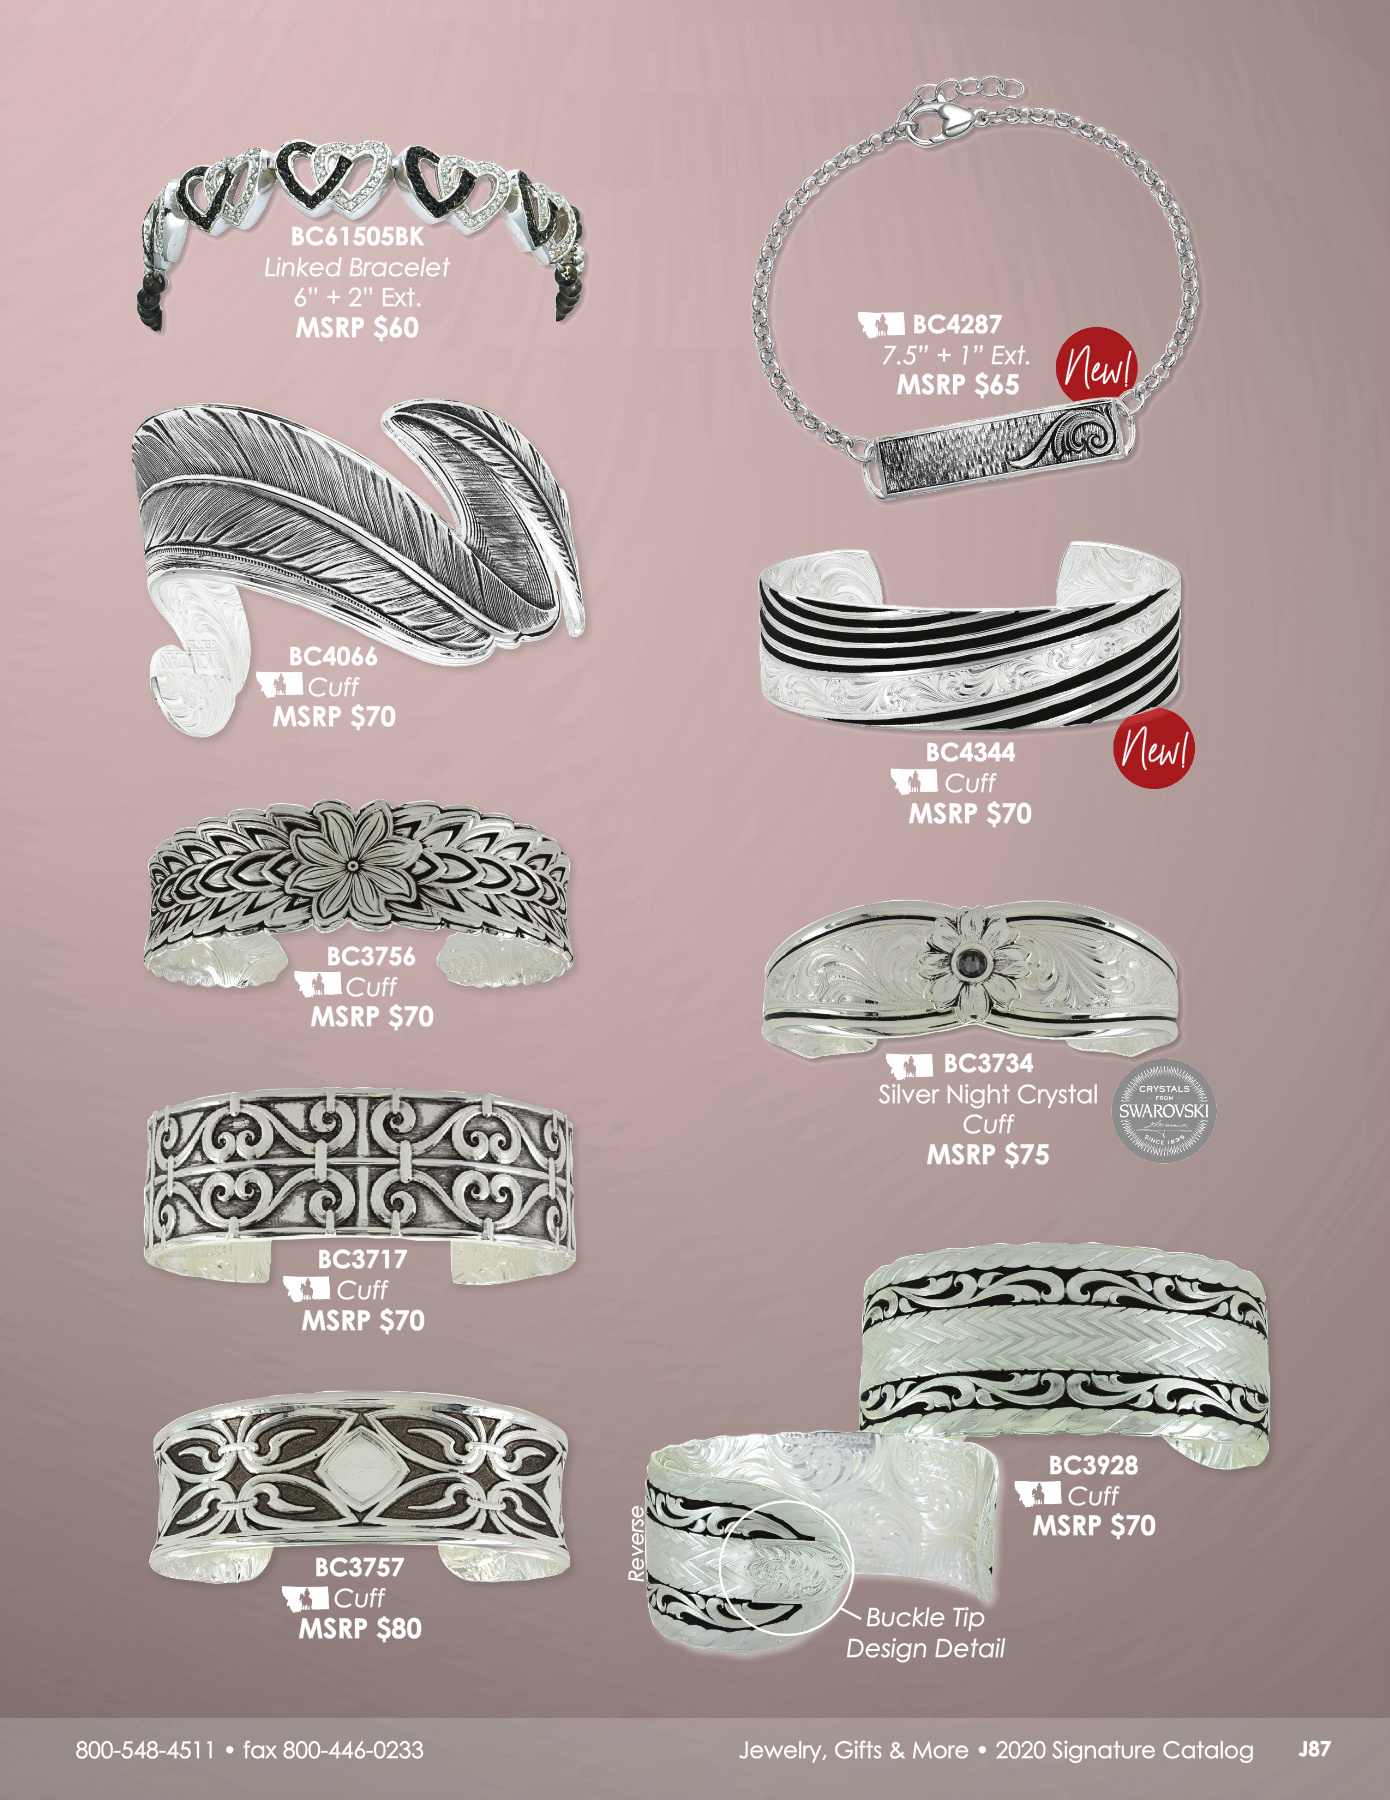 BC61505BK
Linked Bracelet
6” + 2” Ext.
MSRP $60
BC4287
7.5” + 1” Ext.
MSRP $65
New!
BC4066
Cuff
MSRP $70
BC4344
Cuff
MSRP $70
New!
BC3756
Cuff
MSRP $70
BC3734
Silver Night Crystal
Cuff
MSRP $75
CRYSTALS
FROM
SWAROVSKI
SINCE 1895
BC3717
Cuff
MSRP $70
BC3928
Cuff
MSRP $70
Reverse
Buckle Tip
Design Detail
BC3757
Cuff
MSRP $80
800-548-4511 • fax 800-446-0233
Jewelry, Gifts & More • 2020 Signature Catalog
J87